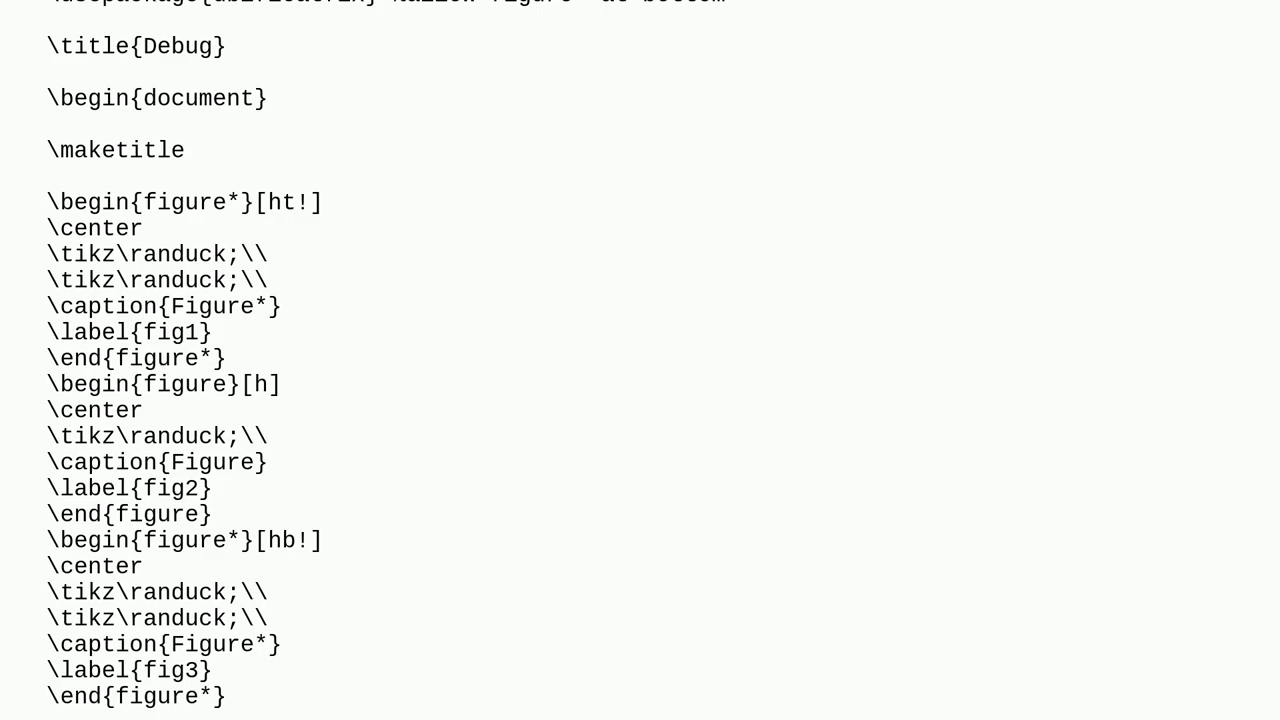 \title{Debug}
\begin{document}
\maketitle
\begin{figure*}[ht!]
\center
\tikz\randuck;\\
\tikz\randuck;\\
\caption{Figure*}
\label{fig1}
\end{figure*}
\begin{figure}[h]
\center
\tikz\randuck;\\
\caption{Figure}
\label{fig2}
\end{figure}
\begin{figure*}[hb!]
\center
\tikz\randuck;\\
\tikz\randuck;\\
\caption{Figure*}
\label{fig3}
\end{figure*}